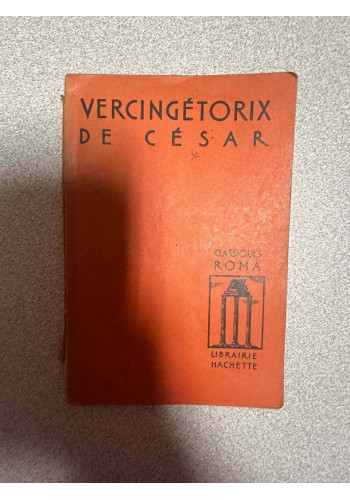 VERCINGÉTORIX
DE CÉSAR
CLASSIQUES
ROMA
LIBRAIRIE
HACHETTE